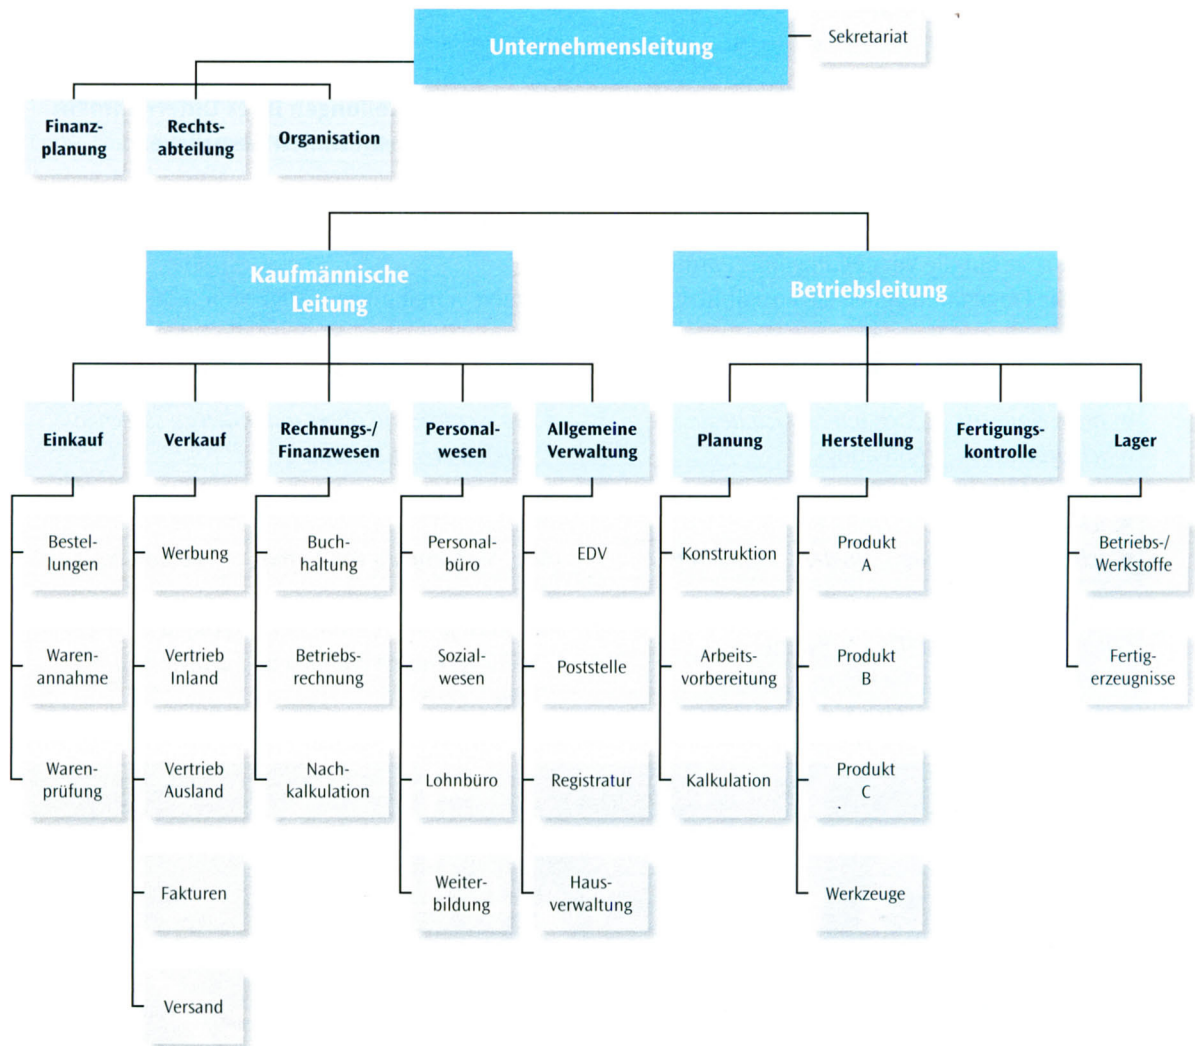 Unternehmensleitung
Sekretariat
Finanz-
planung
Rechts-
abteilung
Organisation
Kaufmännische
Leitung
Betriebsleitung
Einkauf
Verkauf
Rechnungs-/
Finanzwesen
Personal-
wesen
Allgemeine
Verwaltung
Planung
Herstellung
Fertigungs-
kontrolle
Lager
Bestel-
lungen
Werbung
Buch-
haltung
Personal-
büro
EDV
Konstruktion
Produkt
A
Betriebs-/
Werkstoffe
Waren-
annahme
Vertrieb
Inland
Betriebs-
rechnung
Sozial-
wesen
Poststelle
Arbeits-
vorbereitung
Produkt
B
Fertig-
erzeugnisse
Waren-
prüfung
Vertrieb
Ausland
Nach-
kalkulation
Lohnbüro
Registratur
Kalkulation
Produkt
C
Fakturen
Weiter-
bildung
Haus-
verwaltung
Werkzeuge
Versand